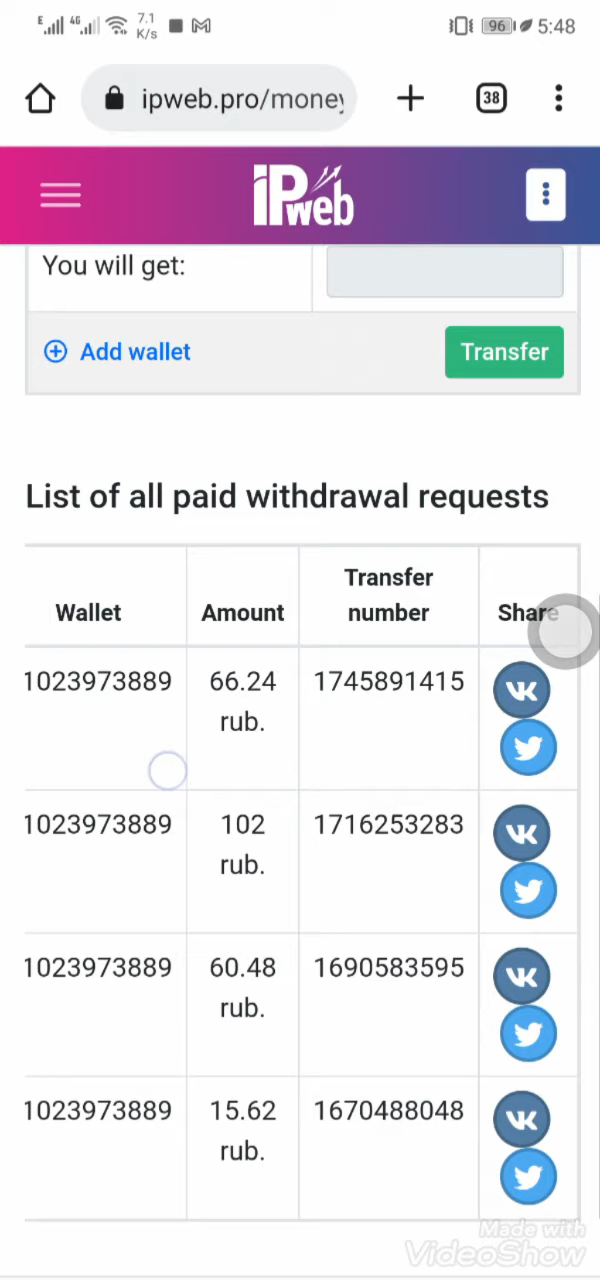 E 4G 7.1 K/s 96 5:48
ipweb.pro/money 38
iPweb
You will get:
Add wallet Transfer
List of all paid withdrawal requests
Wallet Amount Transfer number Share
1023973889 66.24 rub. 1745891415
1023973889 102 rub. 1716253283
1023973889 60.48 rub. 1690583595
1023973889 15.62 rub. 1670488048
Made with
VideoShow